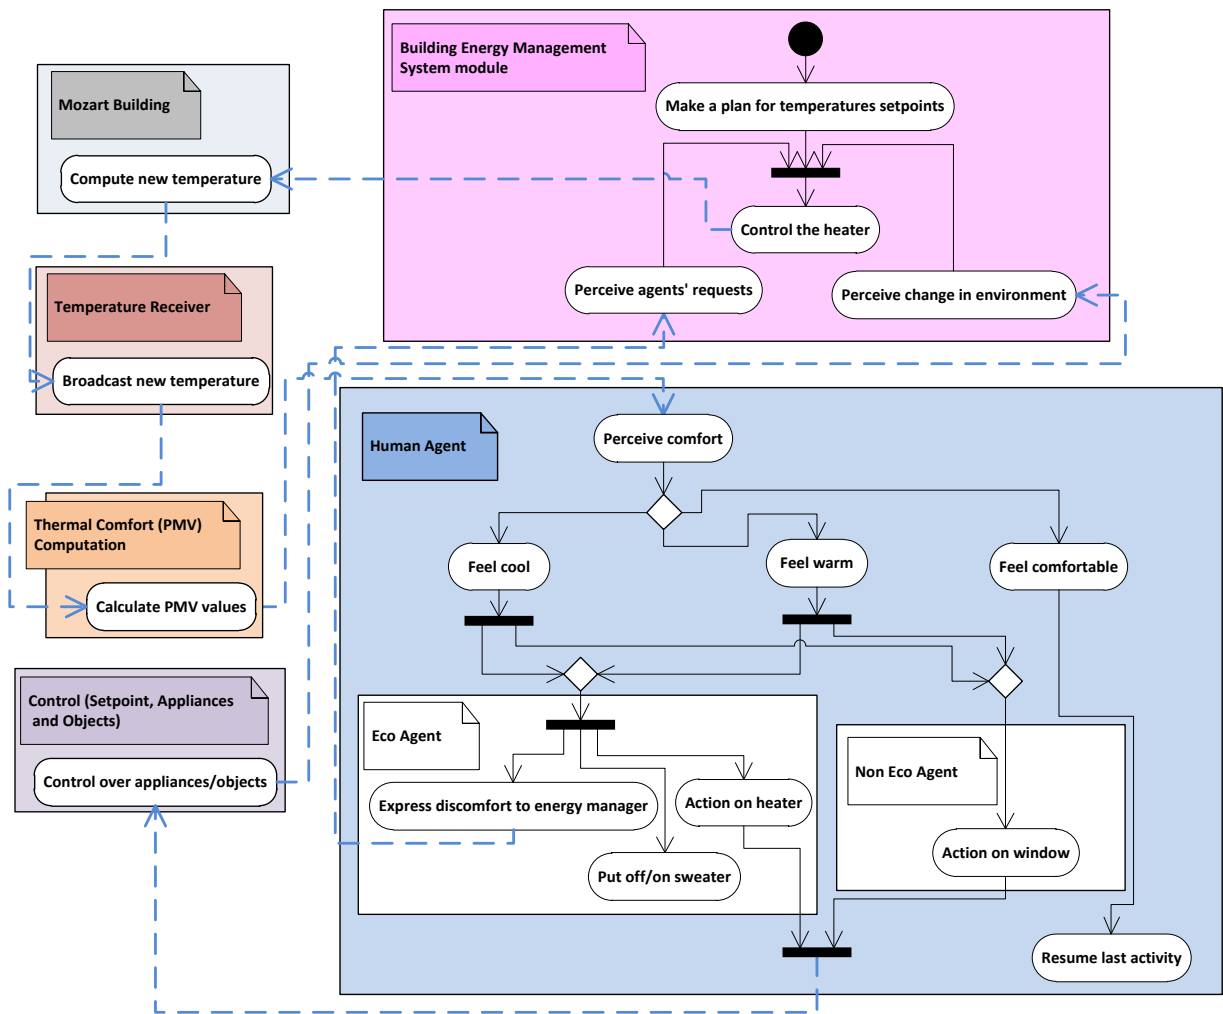 Building Energy Management
System module
Make a plan for temperatures setpoints
Mozart Building
Compute new temperature
Control the heater
Perceive agents' requests
Perceive change in environment
Temperature Receiver
Broadcast new temperature
Human Agent
Perceive comfort
Thermal Comfort (PMV)
Computation
Calculate PMV values
Feel cool
Feel warm
Feel comfortable
Control (Setpoint, Appliances
and Objects)
Control over appliances/objects
Eco Agent
Express discomfort to energy manager
Action on heater
Put off/on sweater
Non Eco Agent
Action on window
Resume last activity